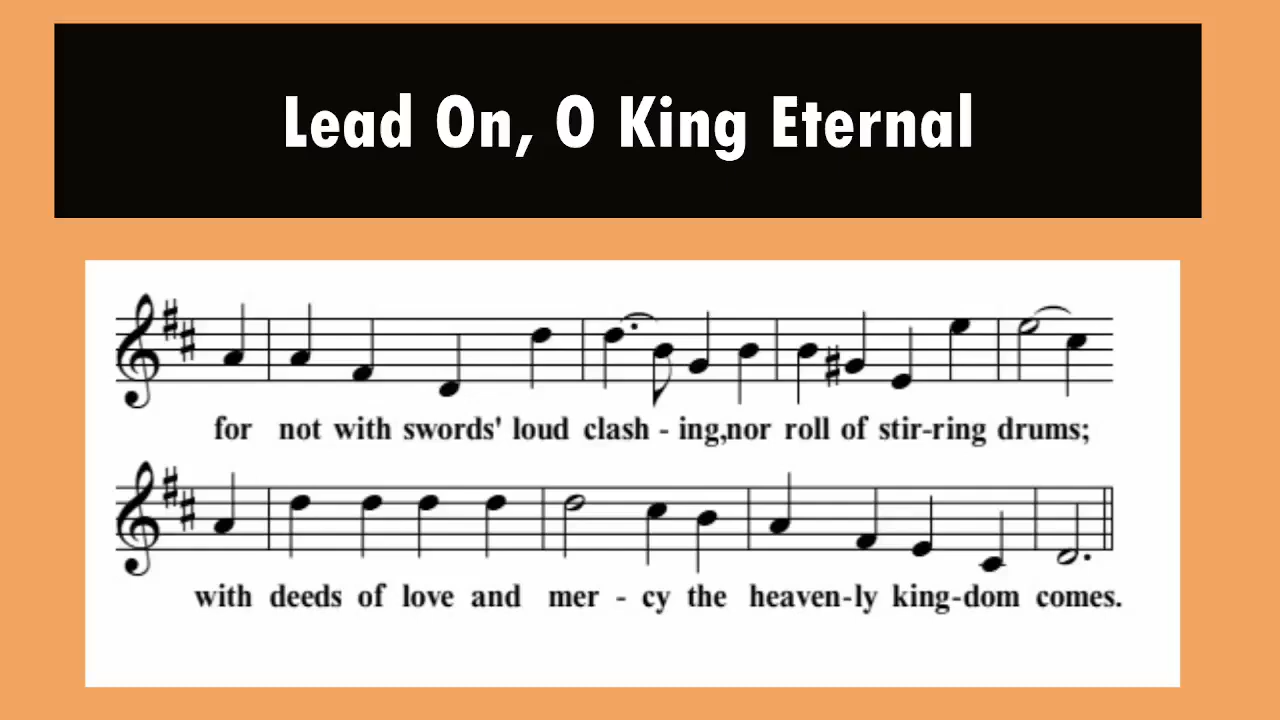 Lead On, O King Eternal
for not with swords' loud clash - ing,nor roll of stir-ring drums;
with deeds of love and mer - cy the heaven-ly king-dom comes.